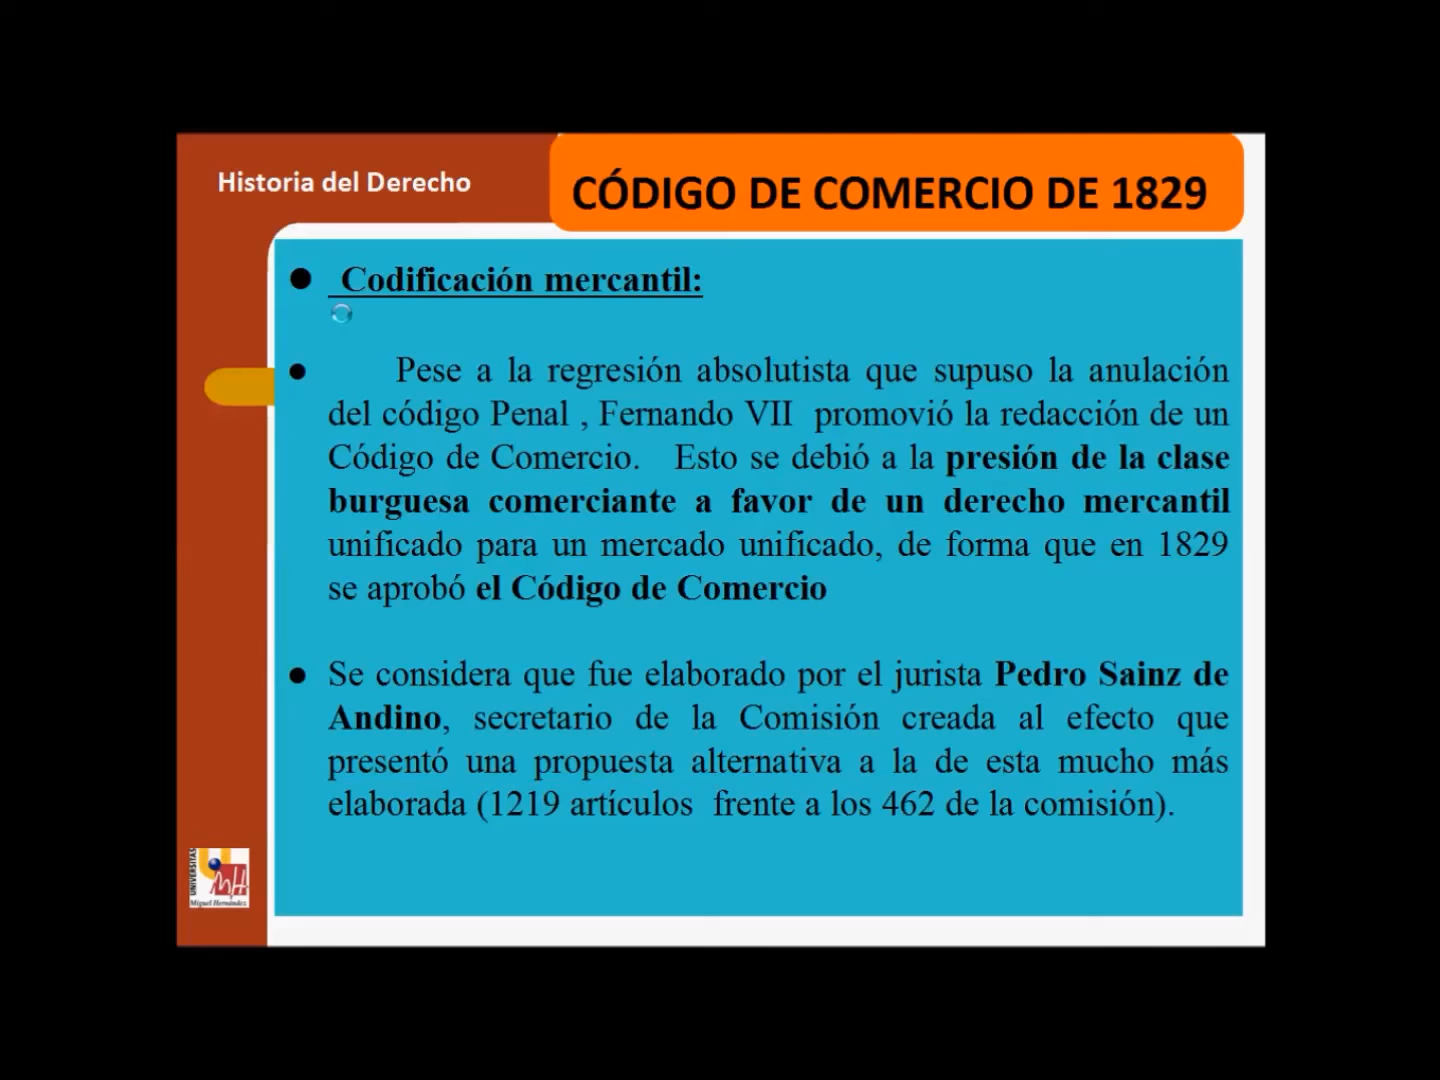 Historia del Derecho
CÓDIGO DE COMERCIO DE 1829
● Codificación mercantil:
● Pese a la regresión absolutista que supuso la anulación
del código Penal , Fernando VII promovió la redacción de un
Código de Comercio. Esto se debió a la presión de la clase
burguesa comerciante a favor de un derecho mercantil
unificado para un mercado unificado, de forma que en 1829
se aprobó el Código de Comercio
● Se considera que fue elaborado por el jurista Pedro Sainz de
Andino, secretario de la Comisión creada al efecto que
presentó una propuesta alternativa a la de esta mucho más
elaborada (1219 artículos frente a los 462 de la comisión).
UNIVERSITAS
Miguel Hernández